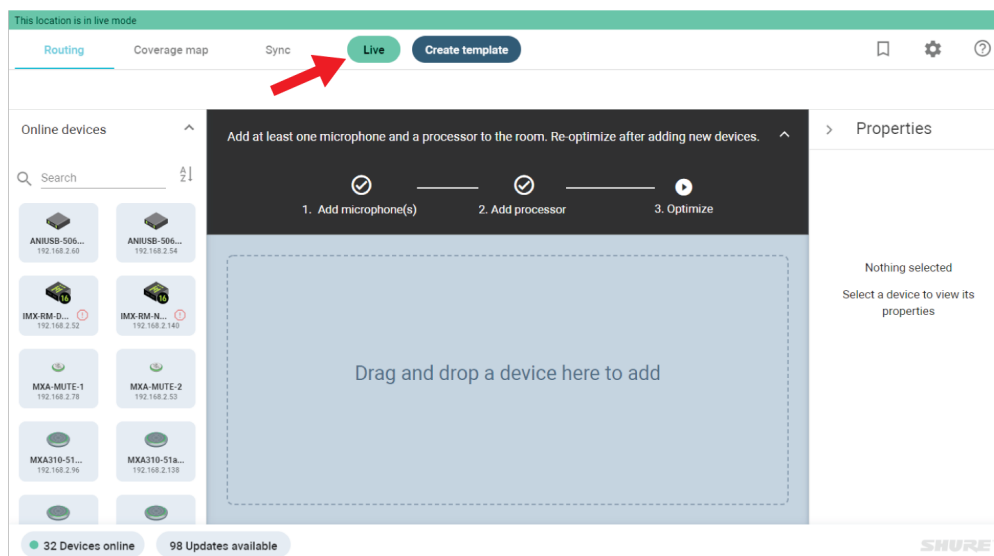 This location is in live mode
Routing
Coverage map
Sync
Live
Create template
Online devices
Search
A
Z
ANIUSB-506...
192.168.2.60
ANIUSB-506...
192.168.2.54
16
IMX-RM-D...
192.168.2.52
16
IMX-RM-N...
192.168.2.140
MXA-MUTE-1
192.168.2.78
MXA-MUTE-2
192.168.2.53
MXA310-51...
192.168.2.96
MXA310-51a...
192.168.2.138
Add at least one microphone and a processor to the room. Re-optimize after adding new devices.
1. Add microphone(s)
2. Add processor
3. Optimize
Drag and drop a device here to add
Properties
Nothing selected
Select a device to view its
properties
32 Devices online
98 Updates available
SHURE